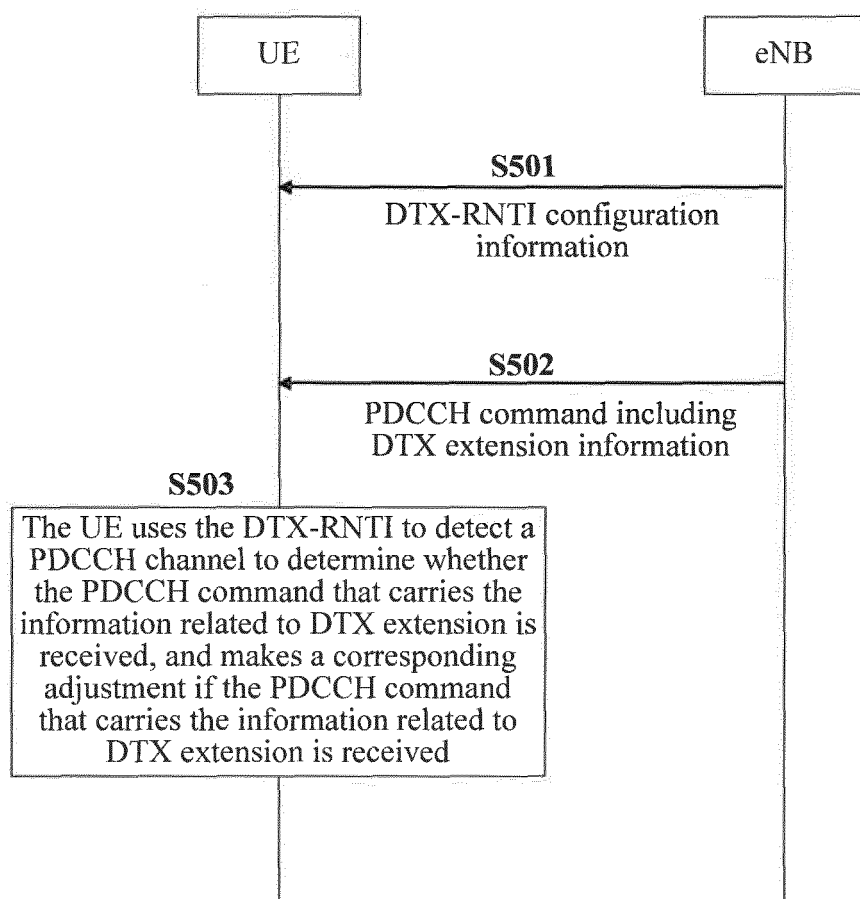 UE
eNB
S501
DTX-RNTI configuration
information
S502
PDCCH command including
DTX extension information
S503
The UE uses the DTX-RNTI to detect a
PDCCH channel to determine whether
the PDCCH command that carries the
information related to DTX extension is
received, and makes a corresponding
adjustment if the PDCCH command
that carries the information related to
DTX extension is received